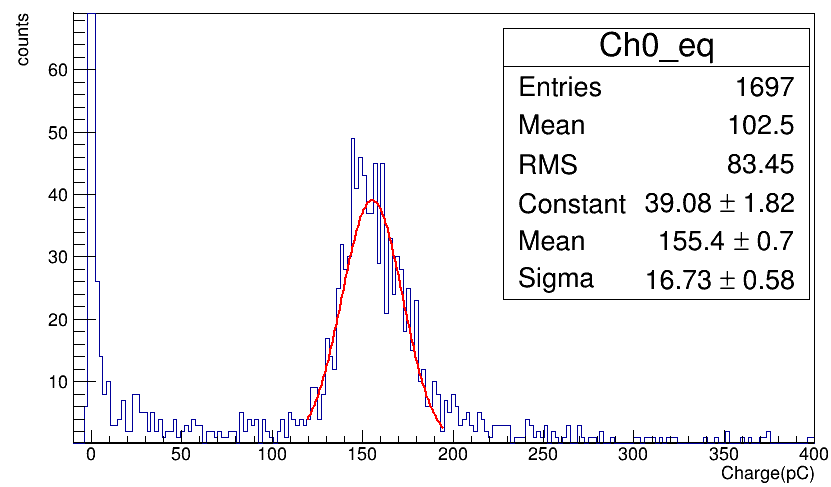 counts
60
50
40
30
20
10
Ch0_eq
Entries 1697
Mean 102.5
RMS 83.45
Constant 39.08 ± 1.82
Mean 155.4 ± 0.7
Sigma 16.73 ± 0.58
0 50 100 150 200 250 300 350 400
Charge(pC)